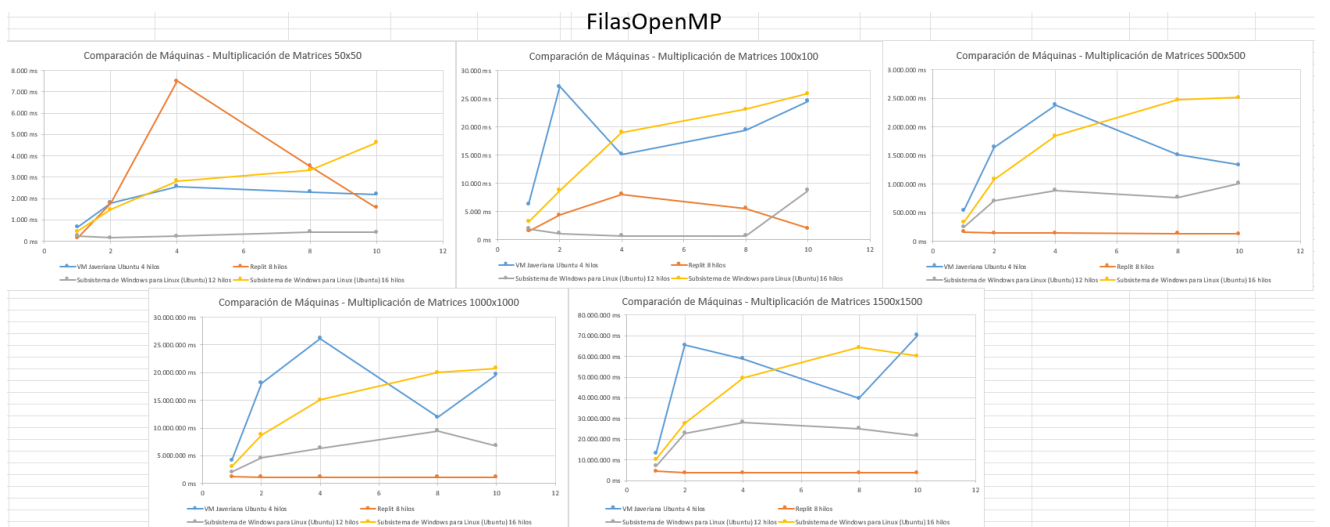 FilasOpenMP
Comparación de Máquinas - Multiplicación de Matrices 50x50
8.000 ms
7.000 ms
6.000 ms
5.000 ms
4.000 ms
3.000 ms
2.000 ms
1.000 ms
0 ms
0 2 4 6 8 10 12
VM Javeriana Ubuntu 4 hilos
Replit 8 hilos
Subsistema de Windows para Linux (Ubuntu) 12 hilos
Subsistema de Windows para Linux (Ubuntu) 16 hilos
Comparación de Máquinas - Multiplicación de Matrices 100x100
30.000 ms
25.000 ms
20.000 ms
15.000 ms
10.000 ms
5.000 ms
0 ms
0 2 4 6 8 10 12
VM Javeriana Ubuntu 4 hilos
Replit 8 hilos
Subsistema de Windows para Linux (Ubuntu) 12 hilos
Subsistema de Windows para Linux (Ubuntu) 16 hilos
Comparación de Máquinas - Multiplicación de Matrices 500x500
3.000.000 ms
2.500.000 ms
2.000.000 ms
1.500.000 ms
1.000.000 ms
500.000 ms
0 ms
0 2 4 6 8 10 12
VM Javeriana Ubuntu 4 hilos
Replit 8 hilos
Subsistema de Windows para Linux (Ubuntu) 12 hilos
Subsistema de Windows para Linux (Ubuntu) 16 hilos
Comparación de Máquinas - Multiplicación de Matrices 1000x1000
30.000.000 ms
25.000.000 ms
20.000.000 ms
15.000.000 ms
10.000.000 ms
5.000.000 ms
0 ms
0 2 4 6 8 10 12
VM Javeriana Ubuntu 4 hilos
Replit 8 hilos
Subsistema de Windows para Linux (Ubuntu) 12 hilos
Subsistema de Windows para Linux (Ubuntu) 16 hilos
Comparación de Máquinas - Multiplicación de Matrices 1500x1500
80.000.000 ms
70.000.000 ms
60.000.000 ms
50.000.000 ms
40.000.000 ms
30.000.000 ms
20.000.000 ms
10.000.000 ms
0 ms
0 2 4 6 8 10 12
VM Javeriana Ubuntu 4 hilos
Replit 8 hilos
Subsistema de Windows para Linux (Ubuntu) 12 hilos
Subsistema de Windows para Linux (Ubuntu) 16 hilos